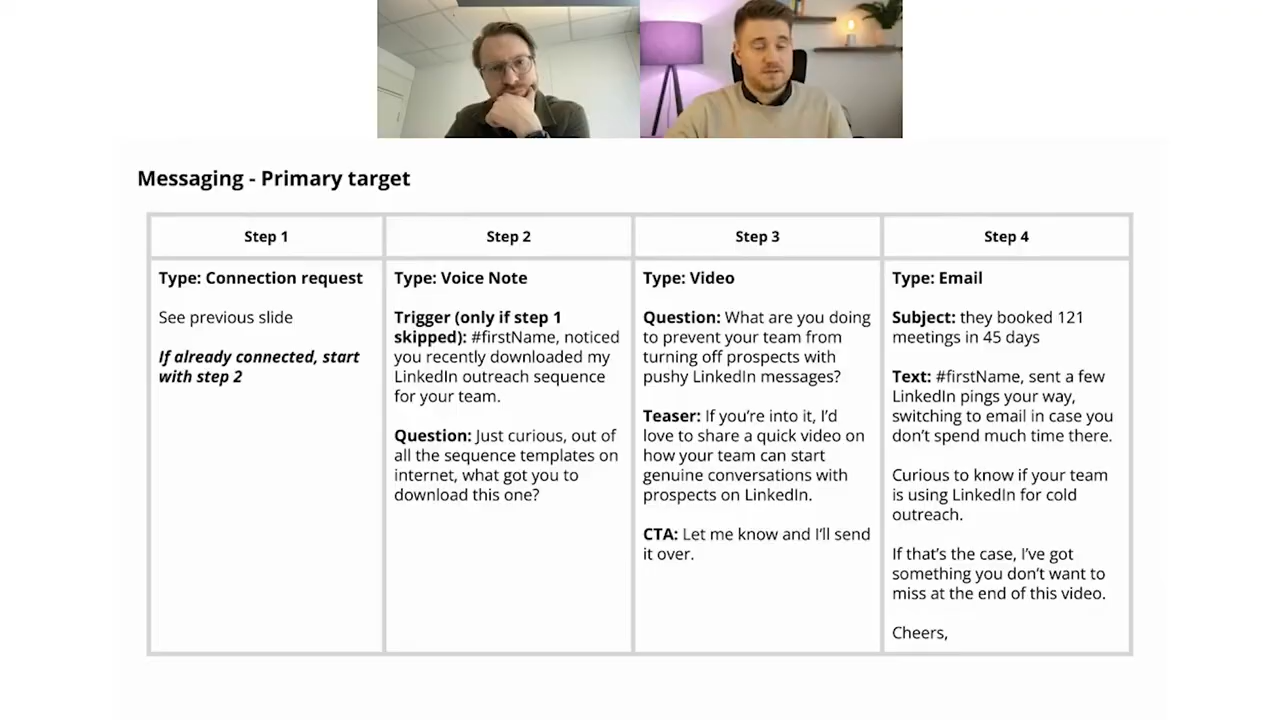 Messaging - Primary target
Step 1
Step 2
Step 3
Step 4
Type: Connection request
See previous slide
If already connected, start
with step 2
Type: Voice Note
Trigger (only if step 1
skipped): #firstName, noticed
you recently downloaded my
LinkedIn outreach sequence
for your team.
Question: Just curious, out of
all the sequence templates on
internet, what got you to
download this one?
Type: Video
Question: What are you doing
to prevent your team from
turning off prospects with
pushy LinkedIn messages?
Teaser: If you're into it, I'd
love to share a quick video on
how your team can start
genuine conversations with
prospects on LinkedIn.
CTA: Let me know and I'll send
it over.
Type: Email
Subject: they booked 121
meetings in 45 days
Text: #firstName, sent a few
LinkedIn pings your way,
switching to email in case you
don't spend much time there.
Curious to know if your team
is using LinkedIn for cold
outreach.
If that's the case, I've got
something you don't want to
miss at the end of this video.
Cheers,